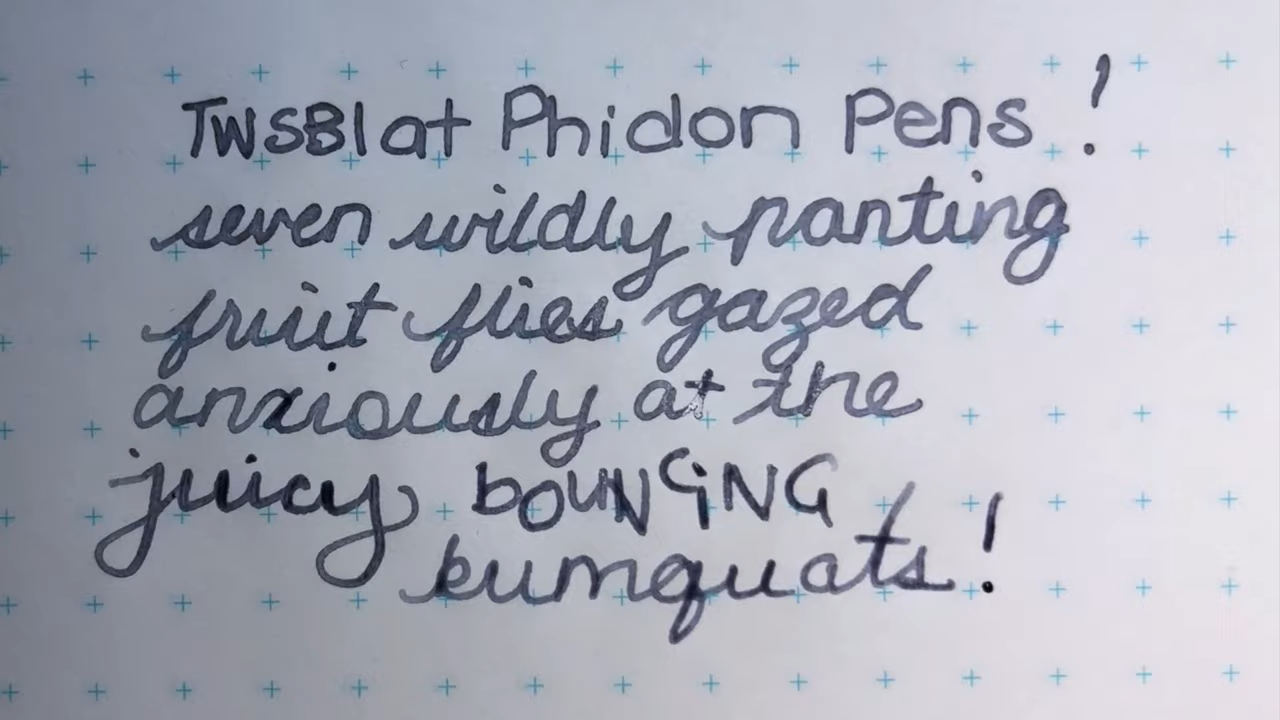 TWSBI at Phidon Pens!
seven wildly panting
fruit flies gazed
anxiously at the
juicy bouNCiNG
kumquats!